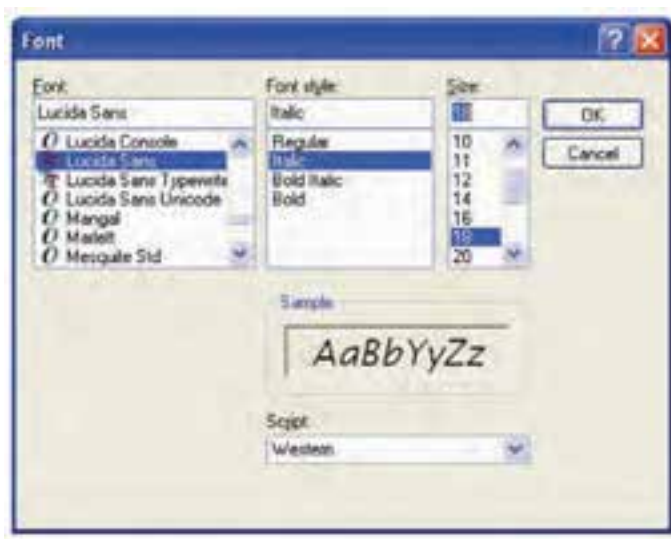 Font
Font:
Lucida Sans
Lucida Console
Lucida Sans
Lucida Sans Typewrite
Lucida Sans Unicode
Mangal
Marlett
Mesquite Std
Font style:
Italic
Regular
Italic
Bold Italic
Bold
Size:
18
10
11
12
14
16
18
20
OK
Cancel
Sample
AaBbYyZz
Script:
Western